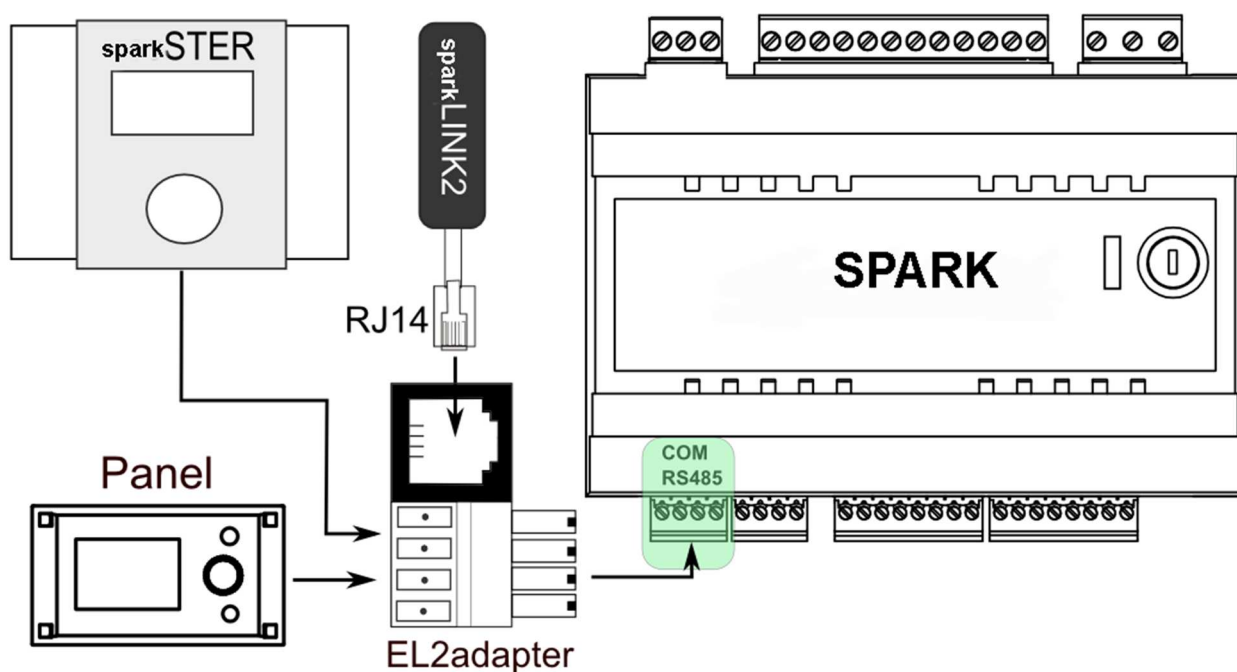 sparkSTER
sparkLINK2
RJ14
SPARK
COM
RS485
Panel
EL2adapter